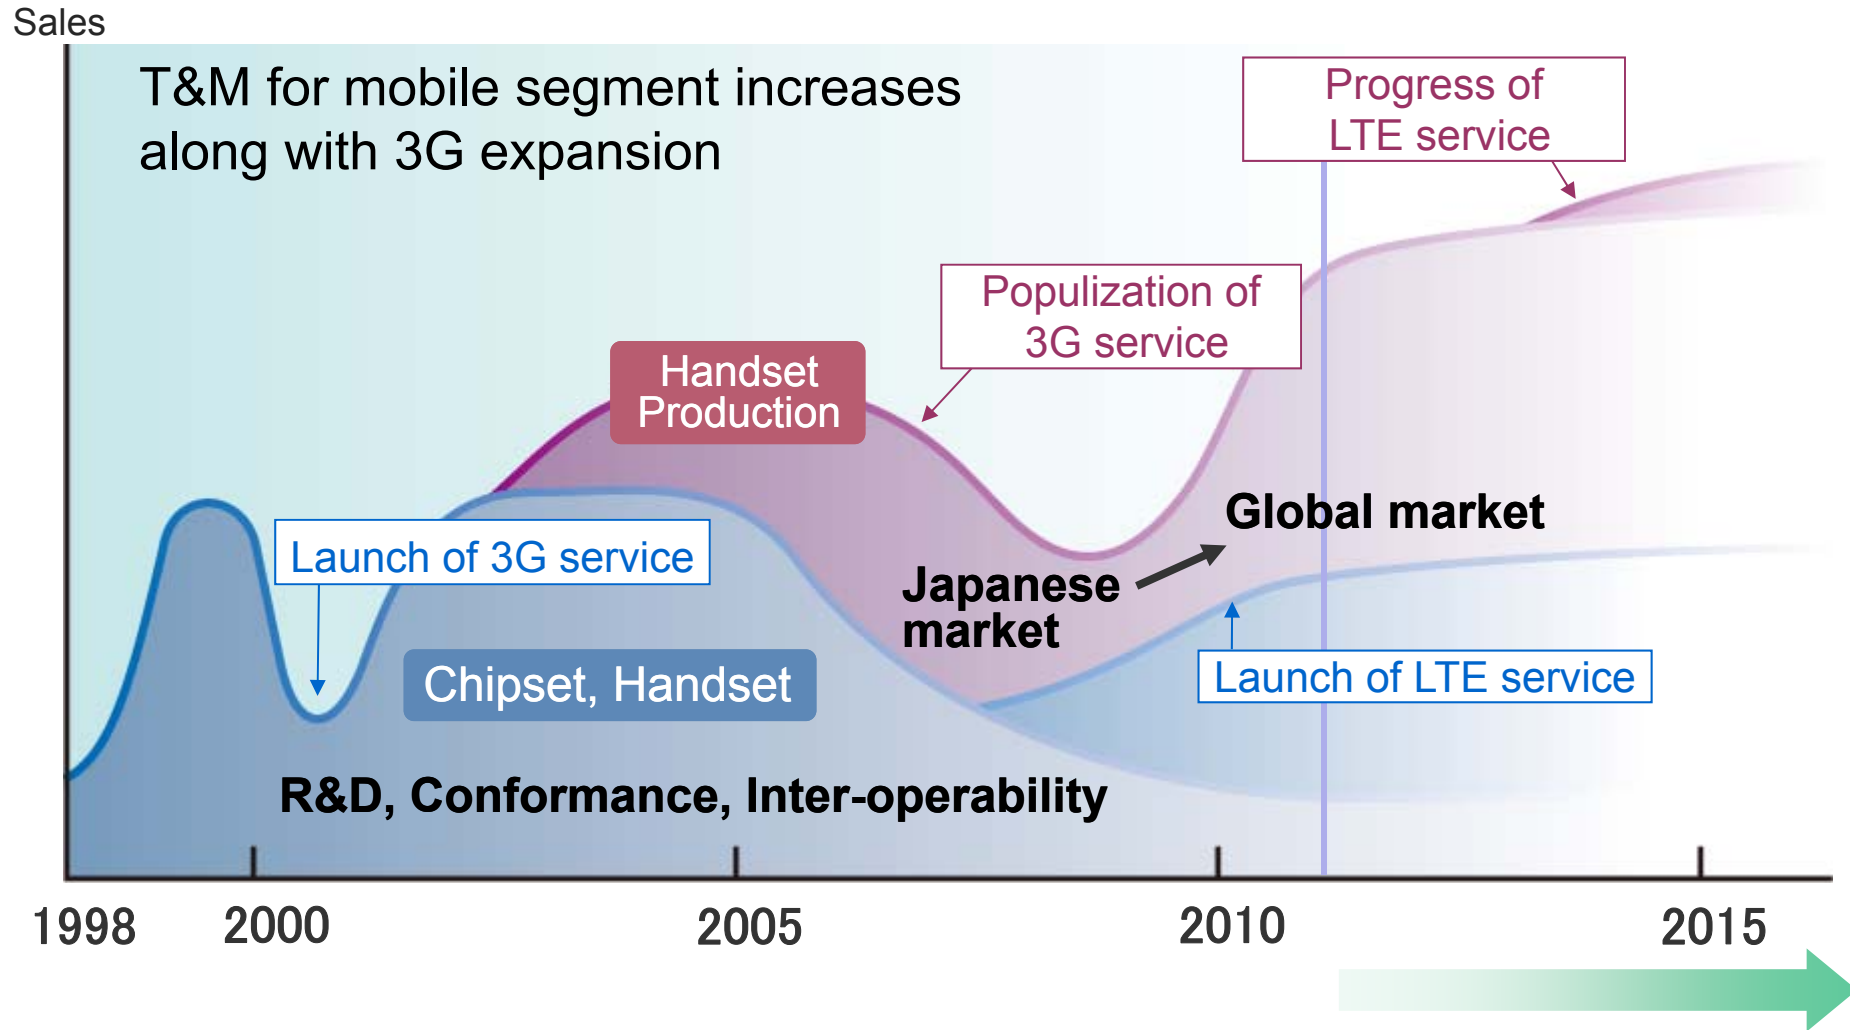 Sales
T&M for mobile segment increases
along with 3G expansion
Progress of
LTE service
Populization of
3G service
Handset
Production
Global market
Launch of 3G service
Japanese
market
Chipset, Handset
Launch of LTE service
R&D, Conformance, Inter-operability
1998 2000 2005 2010 2015